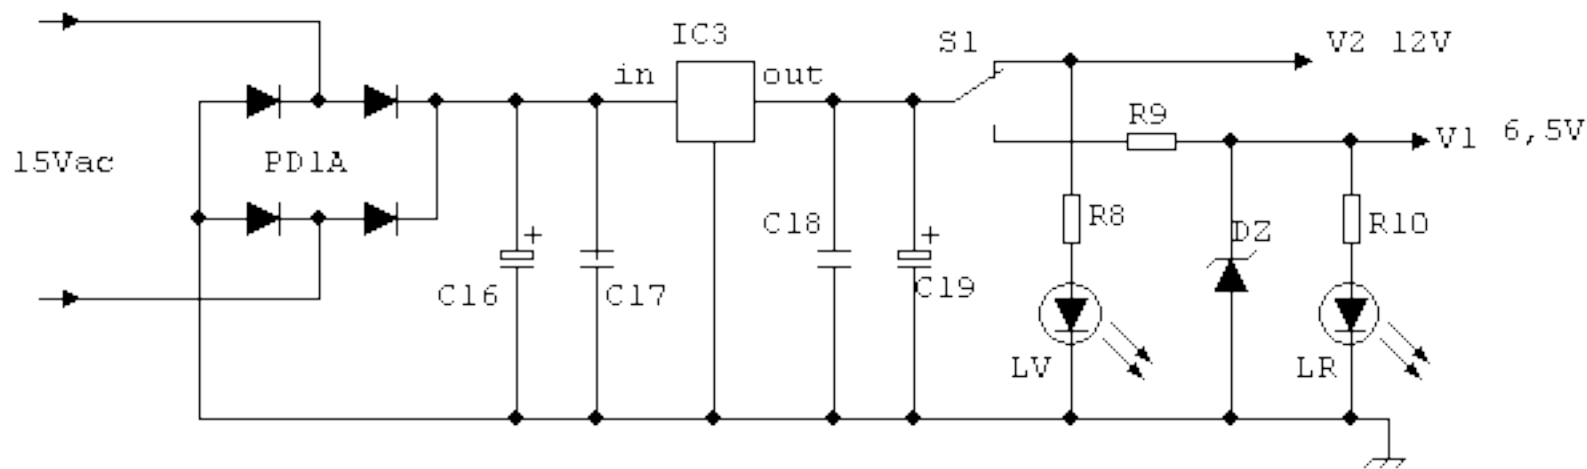 IC3
S1
V2 12V
in
out
R9
V1 6,5V
15Vac
PD1A
+
+
R8
R10
C18
DZ
C16
C17
C19
LV
LR